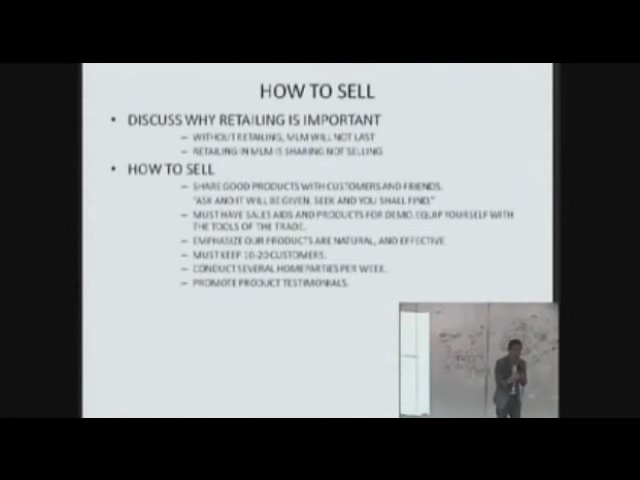 HOW TO SELL
• DISCUSS WHY RETAILING IS IMPORTANT
– WITHOUT RETAILING, MLM WILL NOT LAST
– RETAILING IN MLM IS SHARING NOT SELLING
• HOW TO SELL
– SHARE GOOD PRODUCTS WITH CUSTOMERS AND FRIENDS.
"ASK AND IT WILL BE GIVEN, SEEK AND YOU SHALL FIND."
– MUST HAVE SALES AIDS AND PRODUCTS FOR DEMO. EQUIP YOURSELF WITH
THE TOOLS OF THE TRADE.
– EMPHASIZE OUR PRODUCTS ARE NATURAL, AND EFFECTIVE
– MUST KEEP 10-20 CUSTOMERS.
– CONDUCT SEVERAL HOMEPARTIES PER WEEK.
– PROMOTE PRODUCT TESTIMONIALS.